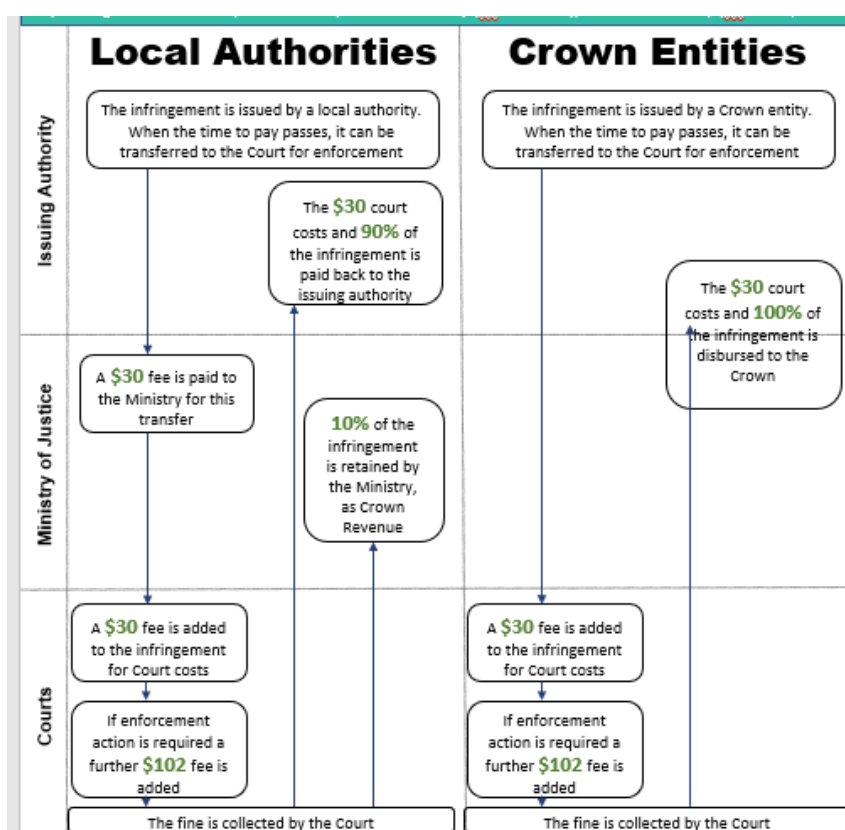 Local Authorities
Crown Entities
Issuing Authority
The infringement is issued by a local authority.
When the time to pay passes, it can be
transferred to the Court for enforcement
The infringement is issued by a Crown entity.
When the time to pay passes, it can be
transferred to the Court for enforcement
The $30 court
costs and 90% of
the infringement is
paid back to the
issuing authority
The $30 court
costs and 100% of
the infringement is
disbursed to the
Crown
Ministry of Justice
A $30 fee is paid to
the Ministry for this
transfer
10% of the
infringement
is retained by
the Ministry,
as Crown
Revenue
Courts
A $30 fee is added
to the infringement
for Court costs
A $30 fee is added
to the infringement
for Court costs
If enforcement
action is required a
further $102 fee is
added
If enforcement
action is required a
further $102 fee is
added
The fine is collected by the Court
The fine is collected by the Court